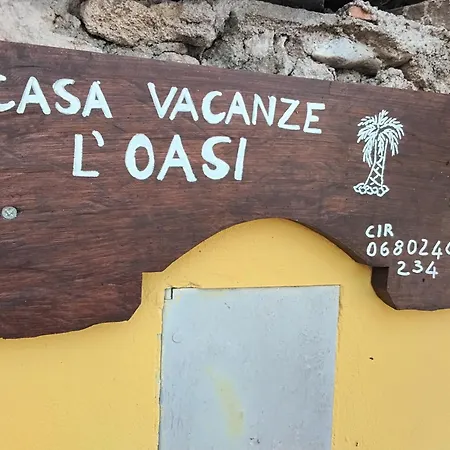 CASA VACANZE
L'OASI
CIR
0680240
234